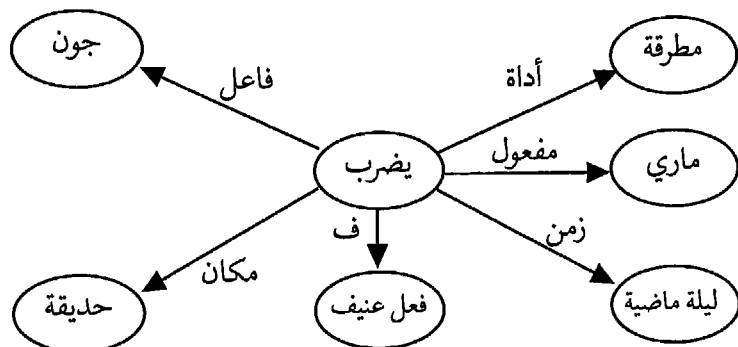 مطرقة
جون
أداة
فاعل
ماري
مفعول
يضرب
زمن
ف
مكان
ليلة ماضية
فعل عنيف
حديقة